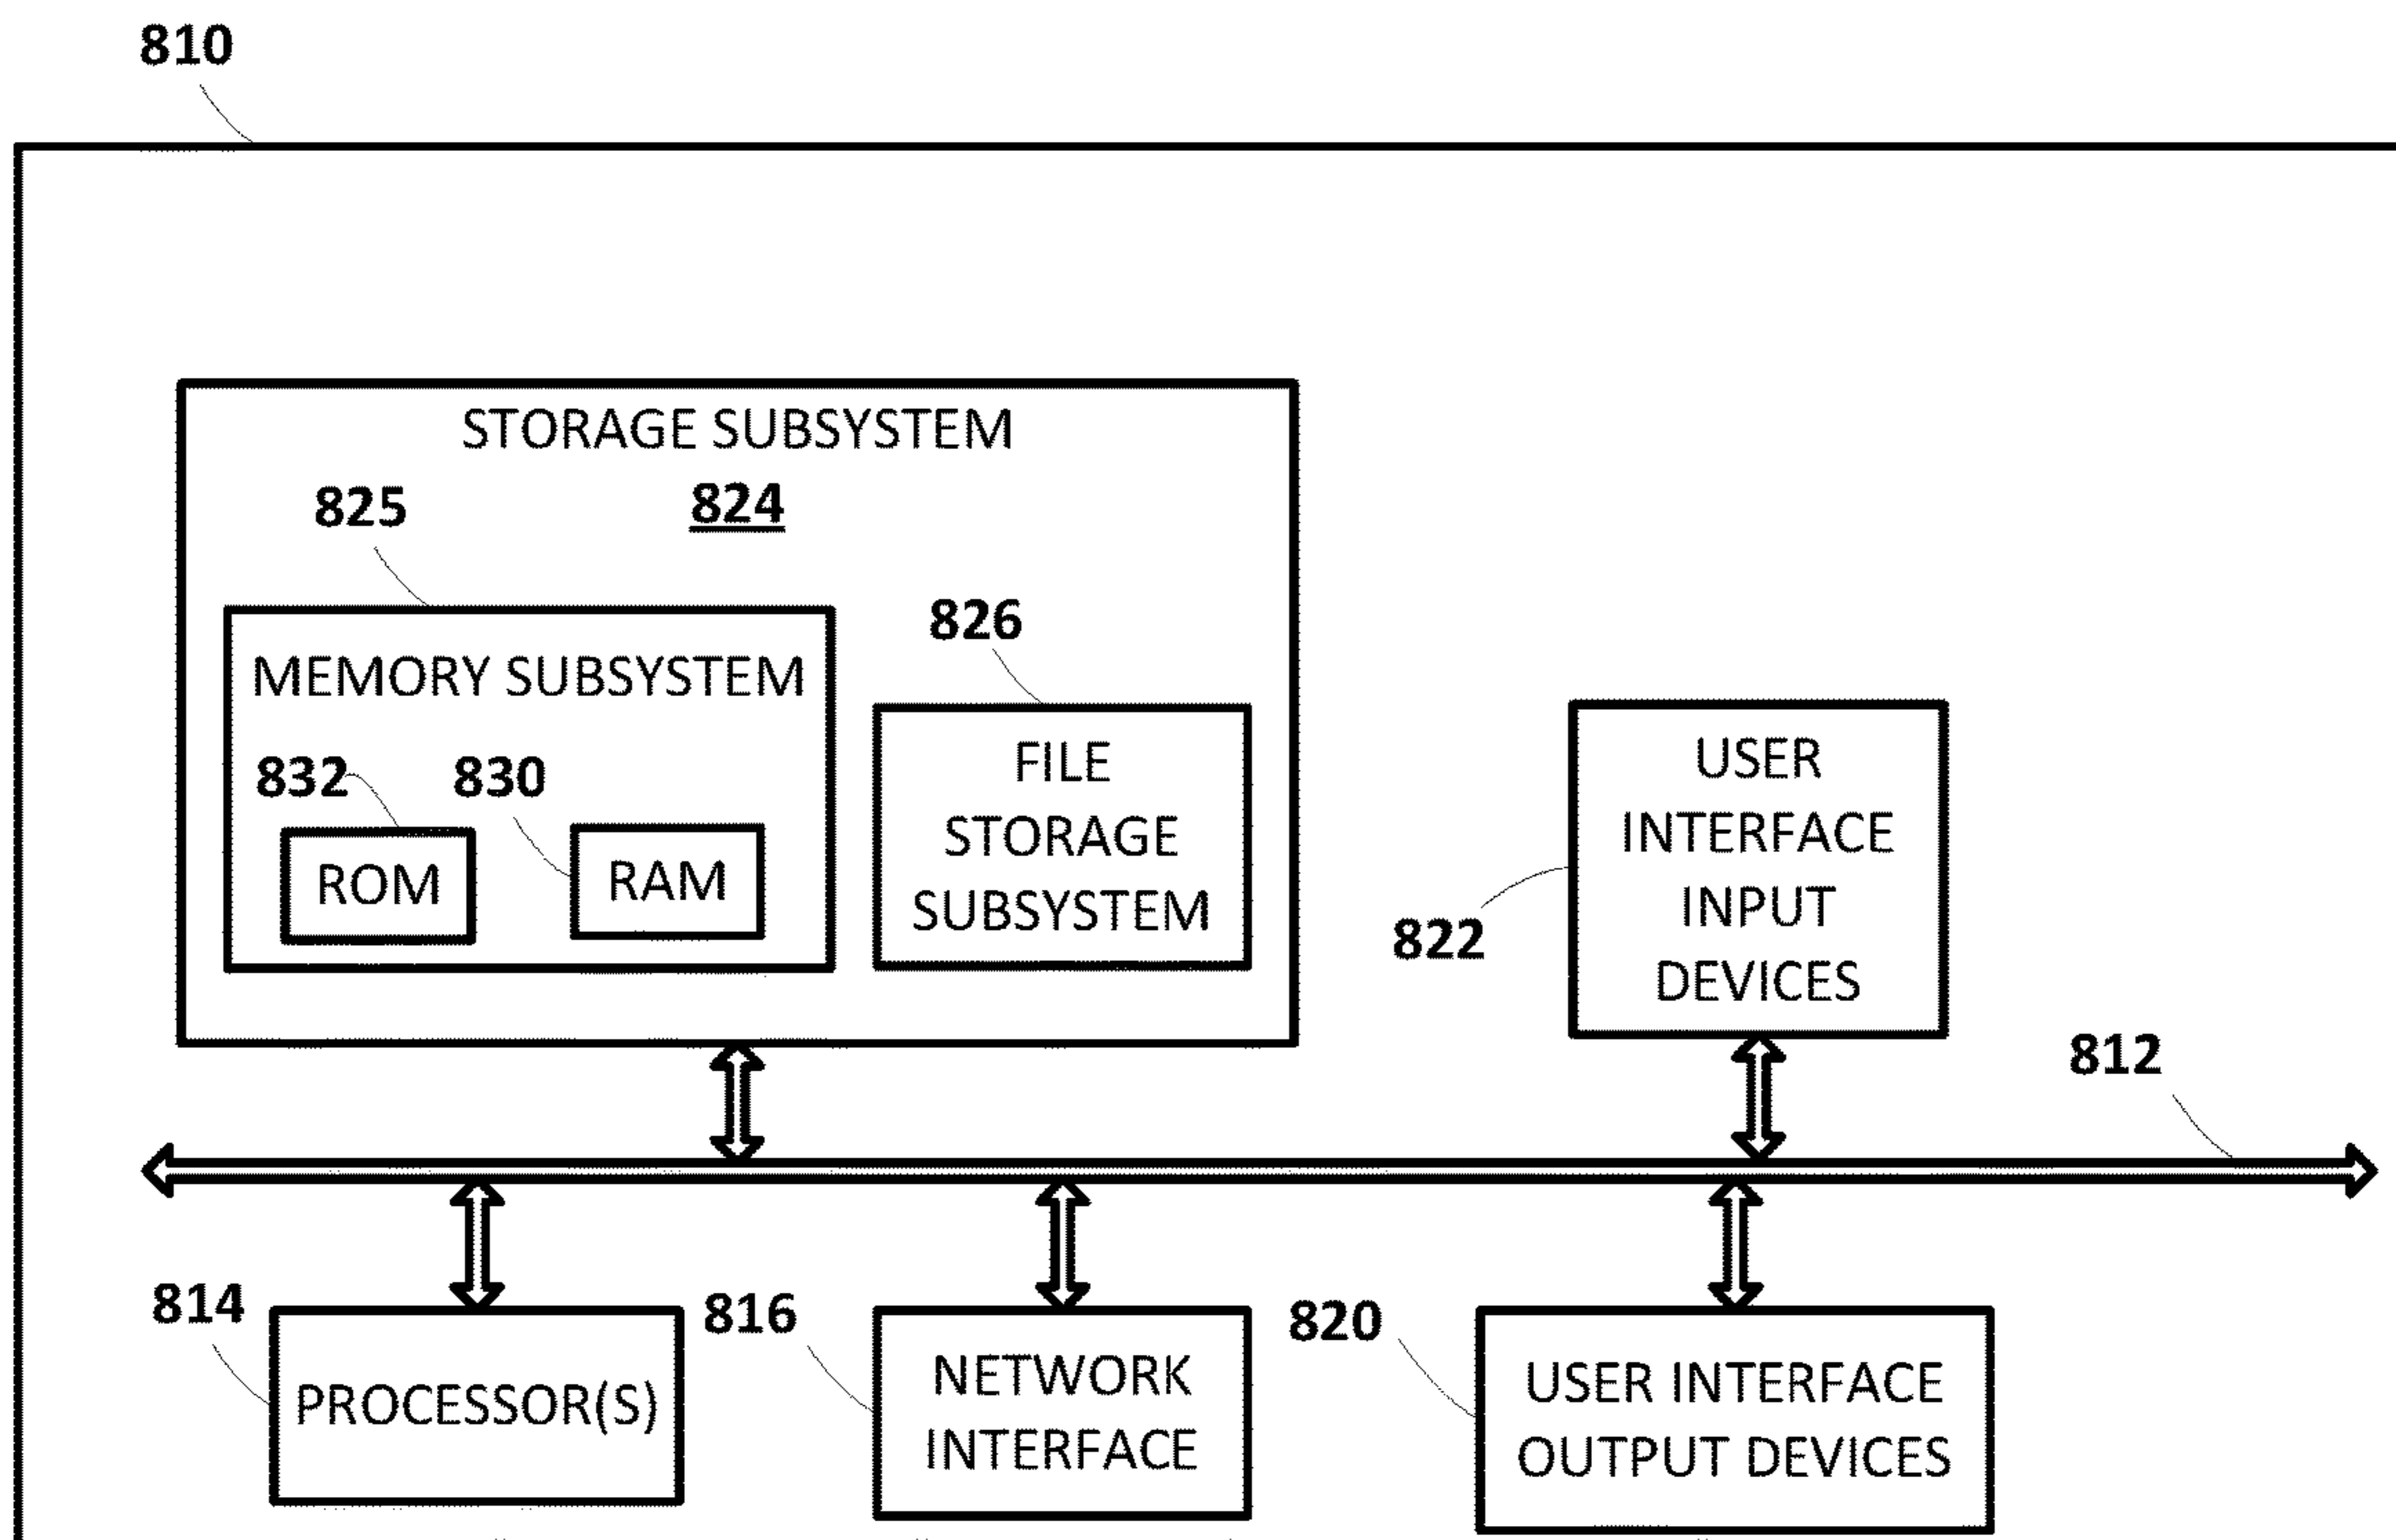 810
STORAGE SUBSYSTEM
824
825
MEMORY SUBSYSTEM
832
830
ROM
RAM
826
FILE
STORAGE
SUBSYSTEM
USER
INTERFACE
INPUT
DEVICES
822
812
814
PROCESSOR(S)
816
NETWORK
INTERFACE
820
USER INTERFACE
OUTPUT DEVICES